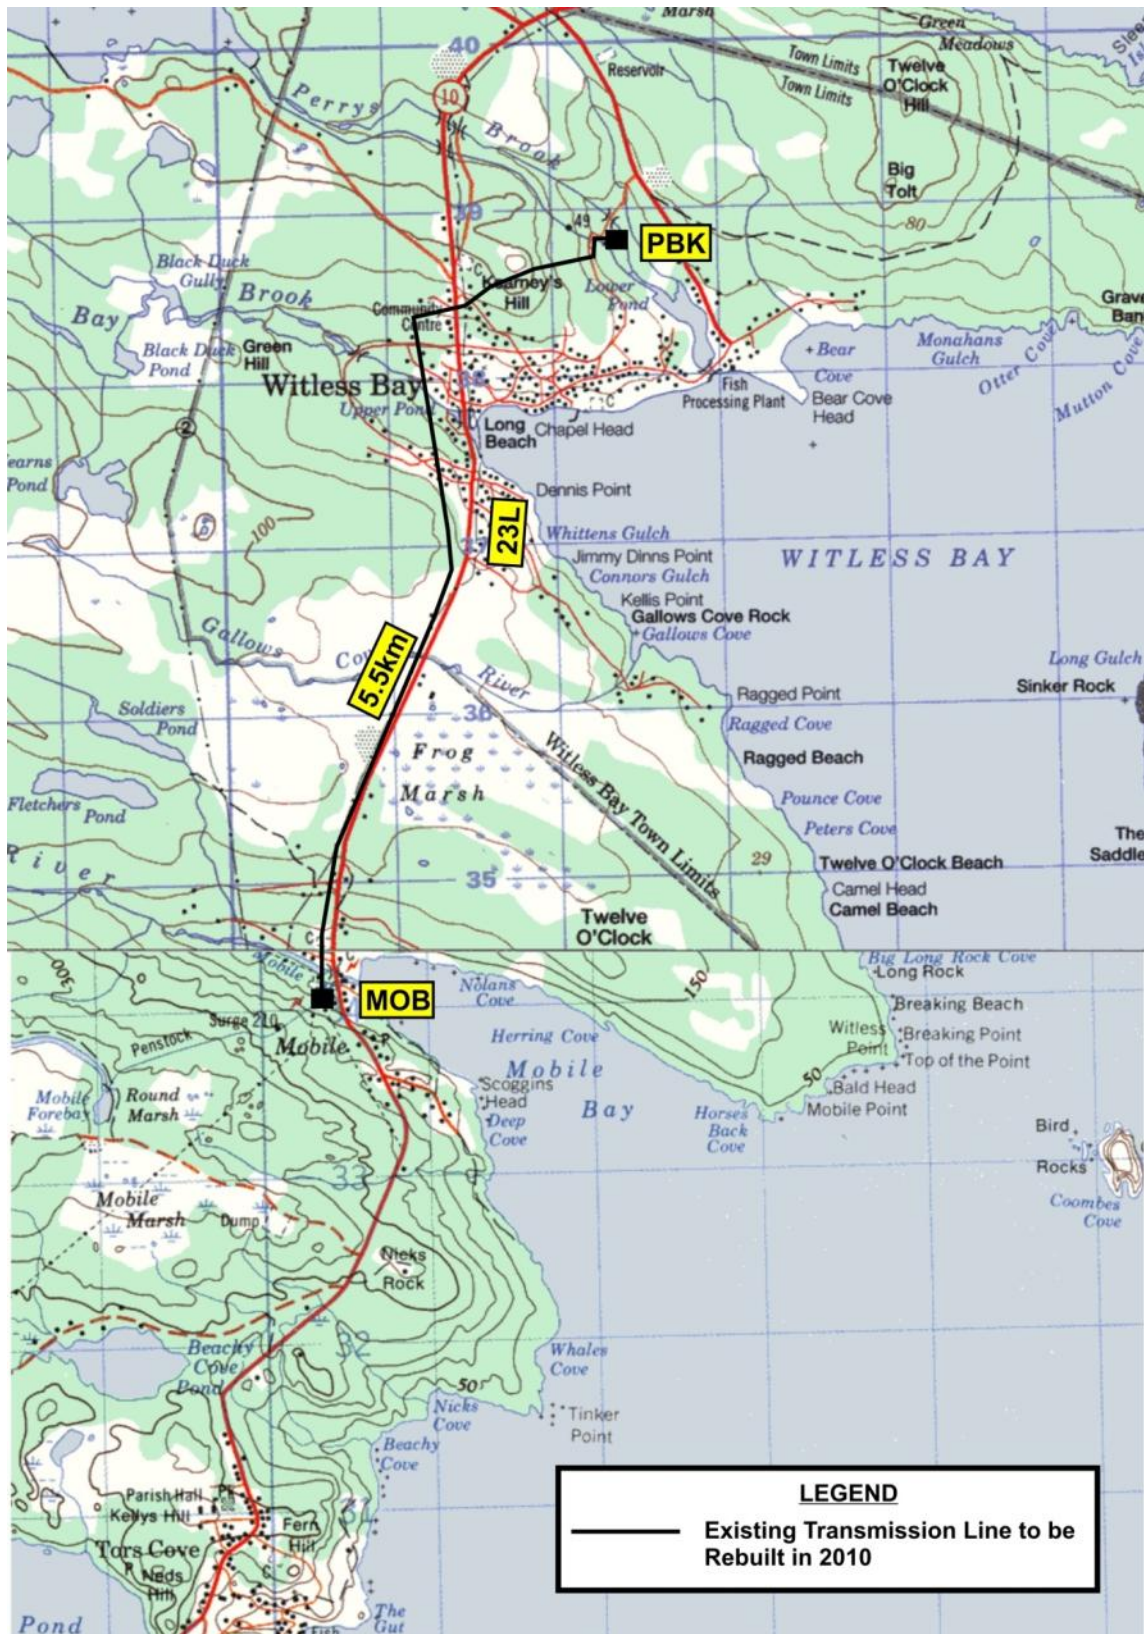 Marsh
40
Green
Meadows
Reservoir
Town Limits
Town Limits
Twelve
O'Clock
Hill
10
Perrys
Brook
Big
Tolt
80
39
49
PBK
Black Duck
Gully
Brook
Bay
Kearney's
Hill
Lower
Pond
Community
Centre
Black Duck
Pond
Green
Hill
Bear
Cove
Monahans
Gulch
Otter Cove
Mutton Cove
Witless Bay
38
Upper Pond
Fish
Processing Plant
Bear Cove
Head
C
Long
Beach
Chapel Head
2
Pond
Dennis Point
100
23L
37
Whittens Gulch
Jimmy Dinns Point
Connors Gulch
WITLESS BAY
Kellis Point
Gallows Cove Rock
Gallows Cove
Gallows
River
5.5km
Long Gulch
Sinker Rock
Ragged Point
Soldiers
Pond
36
Ragged Cove
Frog
Marsh
Witless Bay Town Limits
Ragged Beach
Fletchers
Pond
Pounce Cove
Peters Cove
The
Saddle
River
29
Twelve O'Clock Beach
35
Camel Head
Camel Beach
Twelve
O'Clock
Mobile
Big Long Rock Cove
Long Rock
300
Nolans
Cove
150
MOB
Breaking Beach
Surge 210
Witless
Point
Breaking Point
Herring Cove
Penstock
Mobile
Mobile
Bay
Top of the Point
50
Bald Head
Mobile Point
Scoggins
Head
Deep
Cove
Mobile
Forebay
Round
Marsh
Horses
Back
Cove
Bird
Rocks
33
Coombes
Cove
Mobile
Marsh
Dump
Nicks
Rock
32
Beachy
Cove
Pond
Whales
Cove
50
Nicks
Cove
Tinker
Point
Beachy
Cove
Parish Hall
Kellys Hill
31
Fern
Hill
Tors Cove
Neds
Hill
The
Gut
Pond
Fish
LEGEND
Existing Transmission Line to be
Rebuilt in 2010